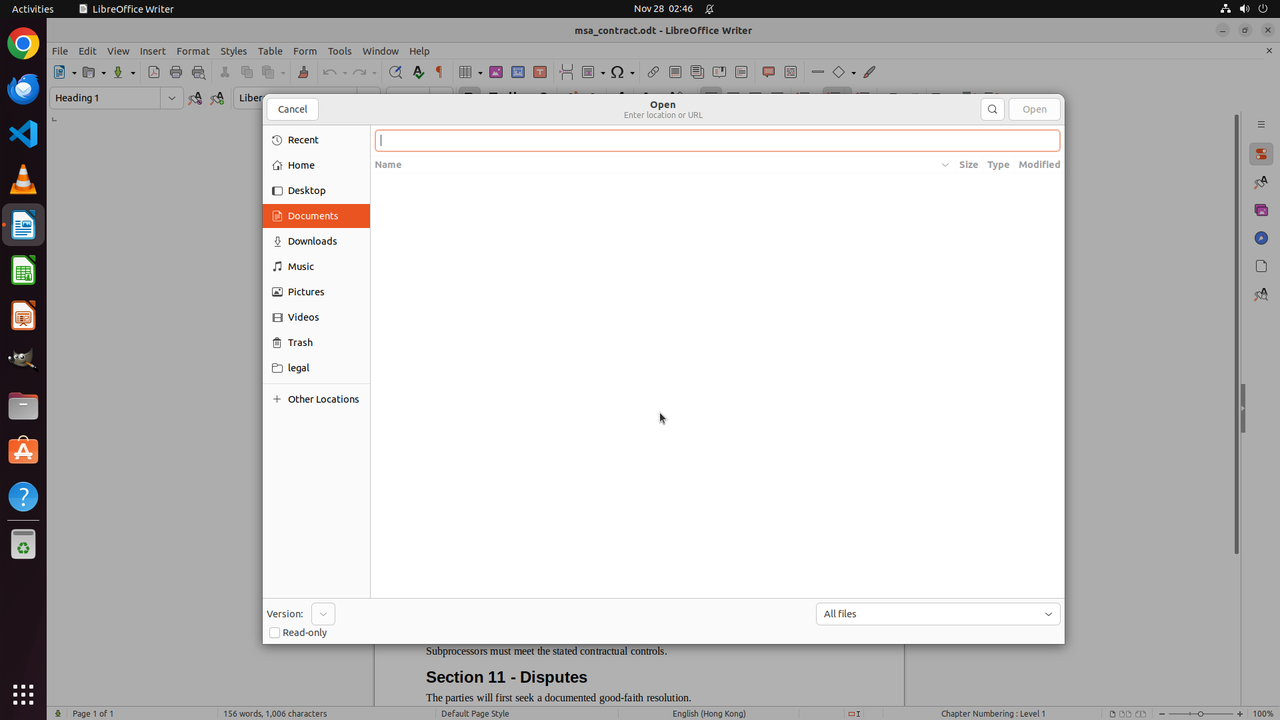 Activities
LibreOffice Writer
Nov 28 02:46
msa_contract.odt - LibreOffice Writer
File Edit View Insert Format Styles Table Form Tools Window Help
Heading 1
Liber
Cancel
Open
Enter location or URL
Open
Recent
Home
Desktop
Documents
Downloads
Music
Pictures
Videos
Trash
legal
Other Locations
Name Size Type Modified
Version:
All files
Read-only
Subprocessors must meet the stated contractual controls.
Section 11 - Disputes
The parties will first seek a documented good-faith resolution.
Page 1 of 1
156 words, 1,006 characters
Default Page Style
English (Hong Kong)
Chapter Numbering : Level 1
100%